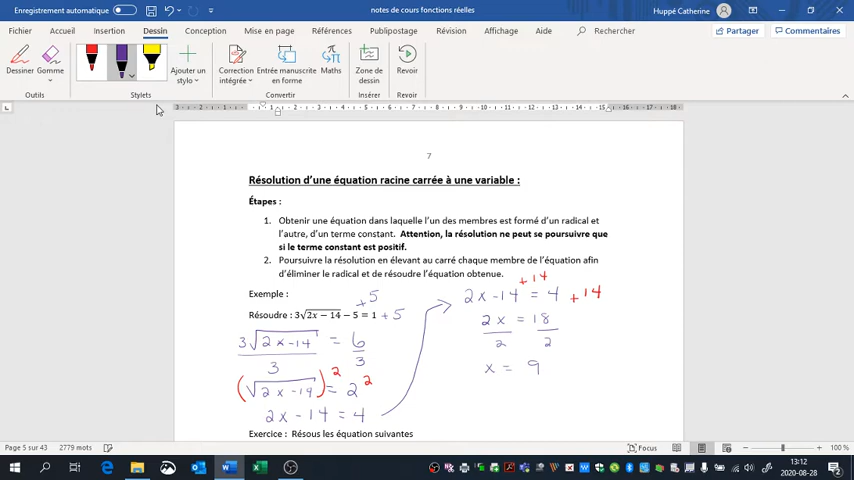 Enregistrement automatique
notes de cours fonctions réelles
Huppé Catherine
Fichier Accueil Insertion Dessin Conception Mise en page Références Publipostage Révision Affichage Aide Rechercher Partager Commentaires
Dessiner Gomme Ajouter un stylo Correction intégrée Entrée manuscrite en forme Maths Zone de dessin Revoir
Outils Stylets Convertir Insérer Revoir
7
Résolution d'une équation racine carrée à une variable :
Étapes :
1. Obtenir une équation dans laquelle l'un des membres est formé d'un radical et
l'autre, d'un terme constant. Attention, la résolution ne peut se poursuivre que
si le terme constant est positif.
2. Poursuivre la résolution en élevant au carré chaque membre de l'équation afin
d'éliminer le radical et de résoudre l'équation obtenue.
Exemple :
Résoudre : 3√(2x − 14) − 5 = 1
+5 +5
3√(2x-14) = 6
3 3
(√(2x-14))² = 2²
2x - 14 = 4
+14 +14
2x - 14 = 4
2x = 18
2 2
x = 9
Exercice : Résous les équation suivantes
Page 5 sur 43 2779 mots Focus 100 %
13:12
2020-08-28